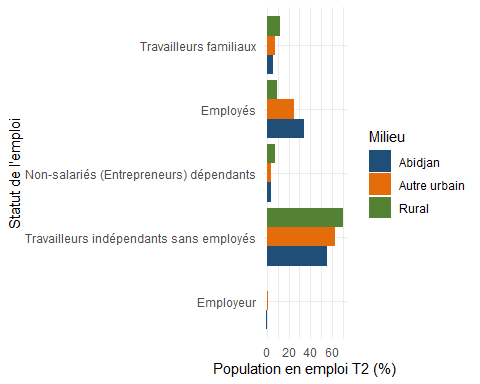 Statut de l'emploi
Travailleurs familiaux
Employés
Non-salariés (Entrepreneurs) dépendants
Travailleurs indépendants sans employés
Employeur
0 20 40 60
Population en emploi T2 (%)
Milieu
Abidjan
Autre urbain
Rural